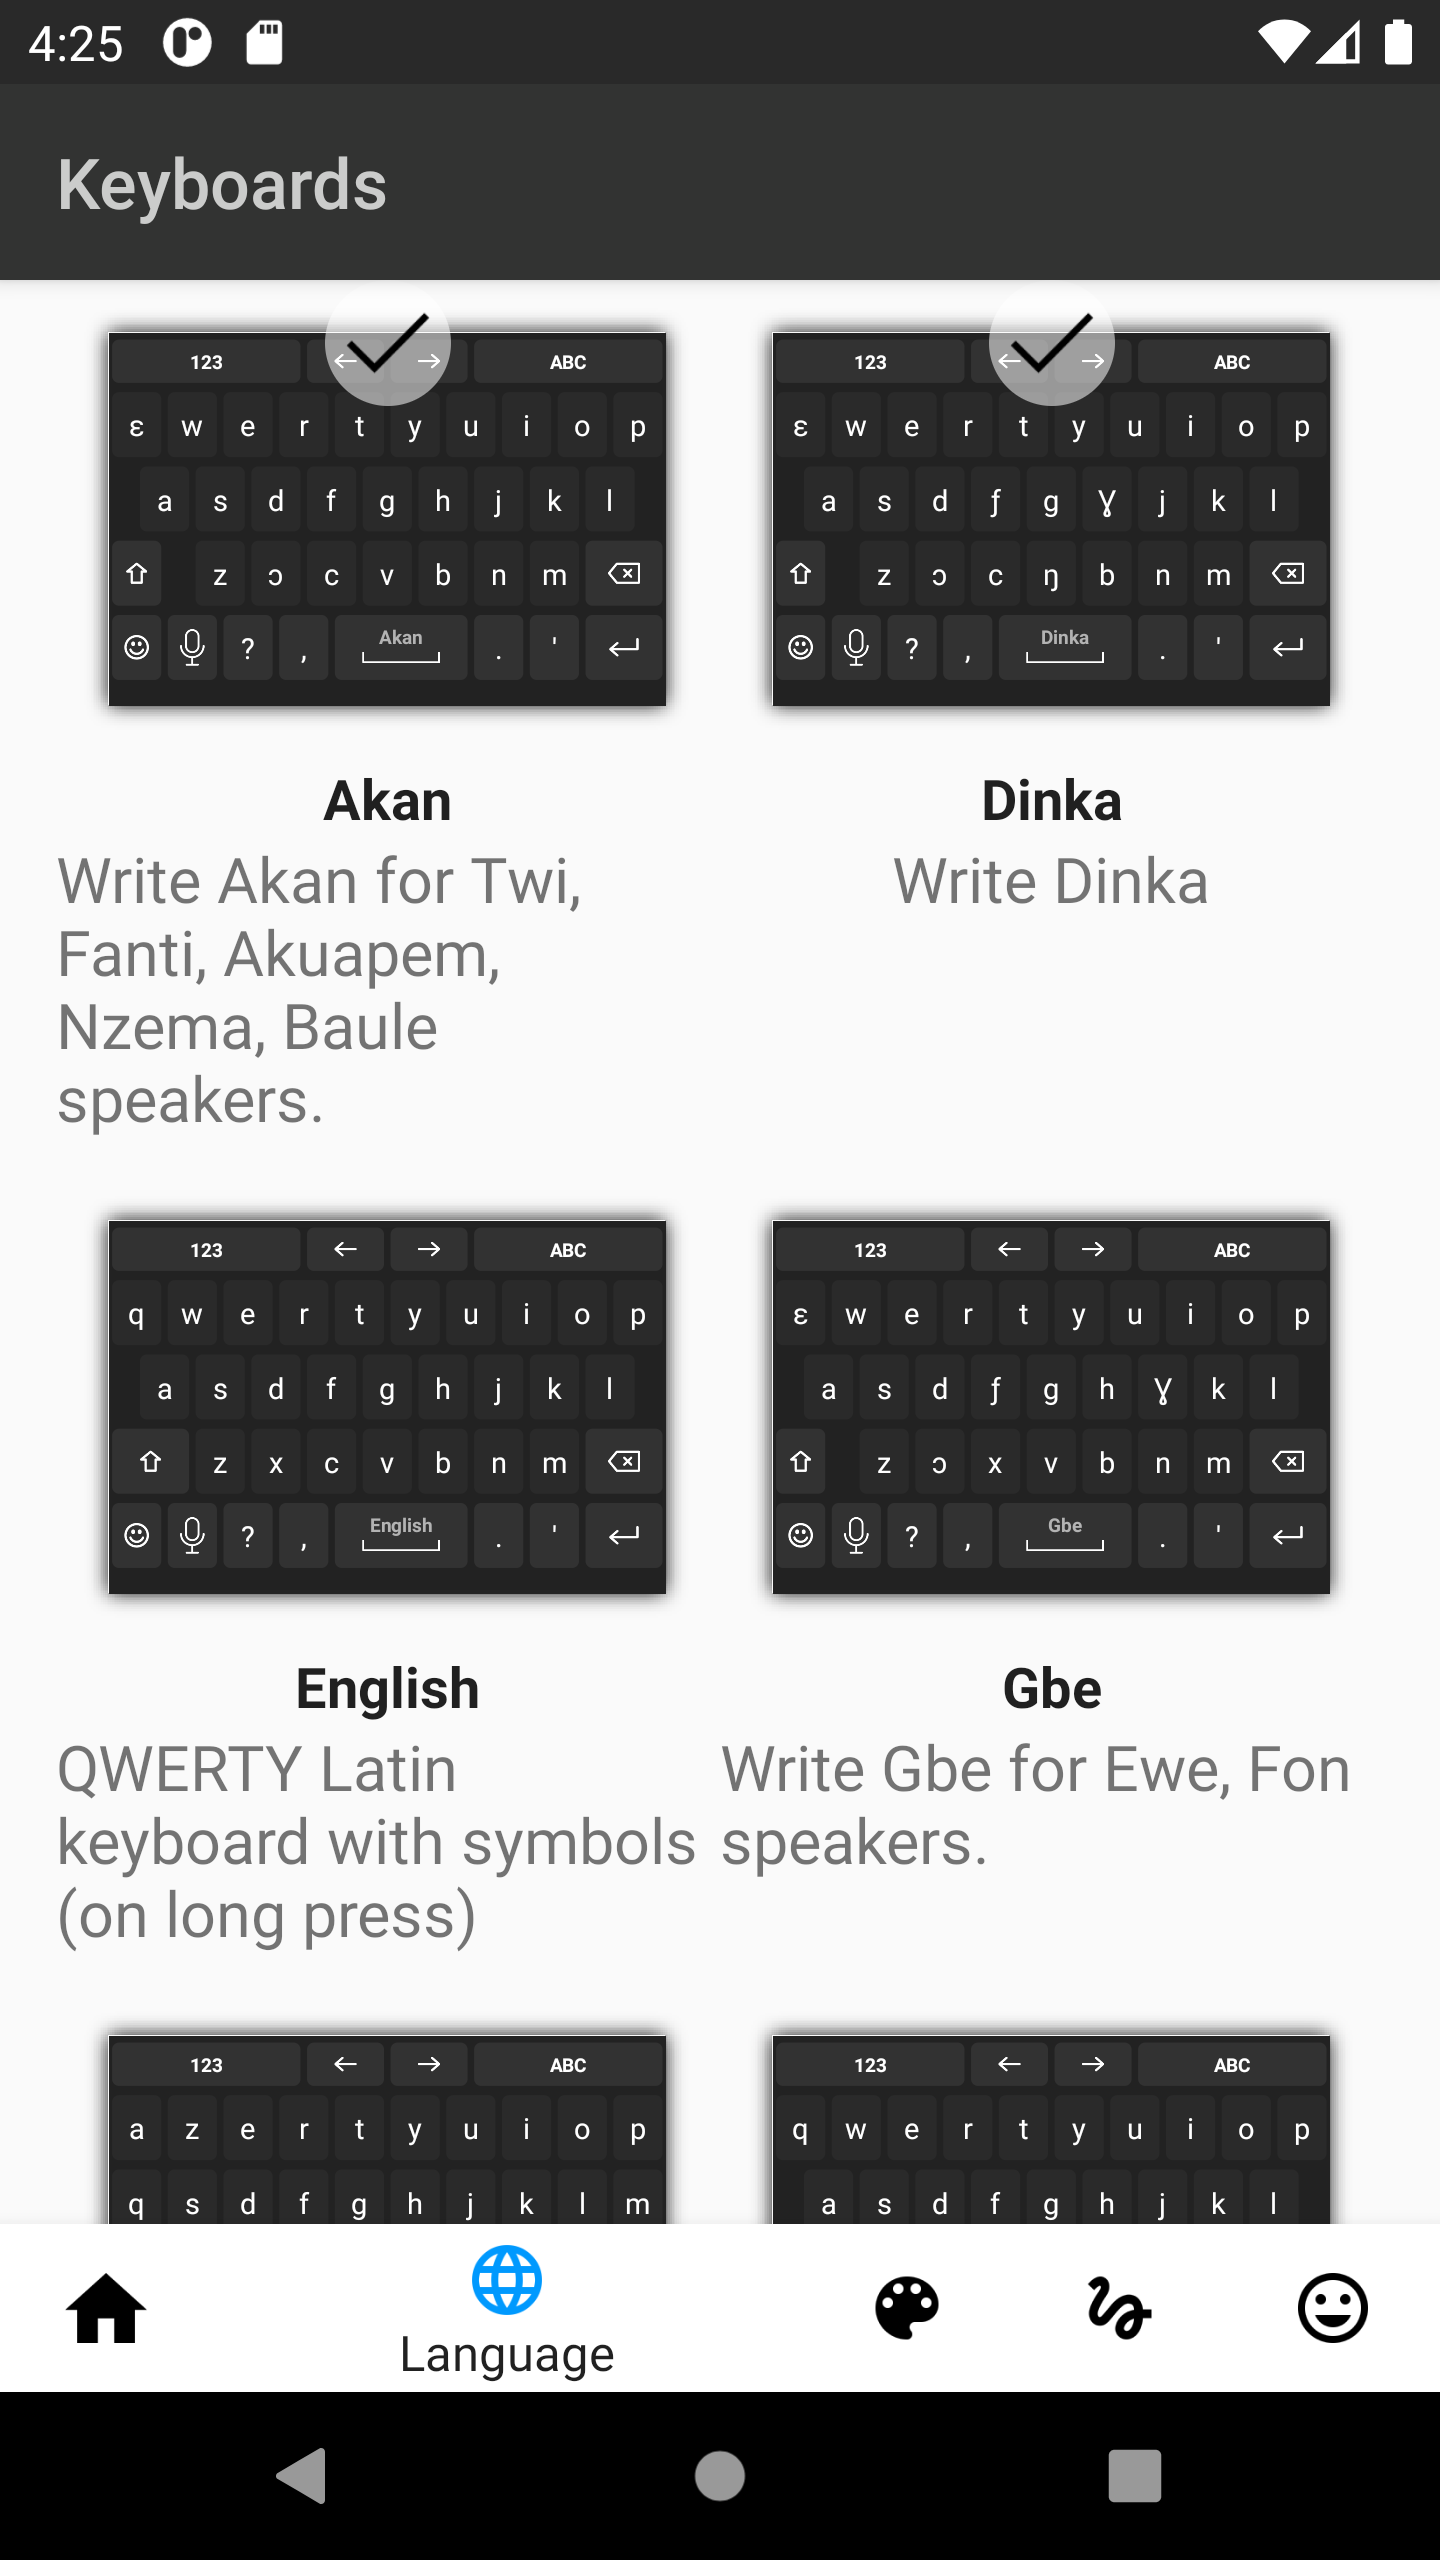 4:25
Keyboards
123 ← → ABC
ɛ w e r t y u i o p
a s d f g h j k l
z ɔ c v b n m
? , Akan . '
123 ← → ABC
ɛ w e r t y u i o p
a s d ƒ g ɣ j k l
z ɔ c ŋ b n m
? , Dinka . '
Akan
Write Akan for Twi,
Fanti, Akuapem,
Nzema, Baule
speakers.
Dinka
Write Dinka
123 ← → ABC
q w e r t y u i o p
a s d f g h j k l
z x c v b n m
? , English . '
123 ← → ABC
ɛ w e r t y u i o p
a s d ƒ g h ɣ k l
z ɔ x v b n m
? , Gbe . '
English
QWERTY Latin
keyboard with symbols
(on long press)
Gbe
Write Gbe for Ewe, Fon
speakers.
123 ← → ABC
a z e r t y u i o p
q s d f g h j k l m
123 ← → ABC
q w e r t y u i o p
a s d f g h j k l
Language